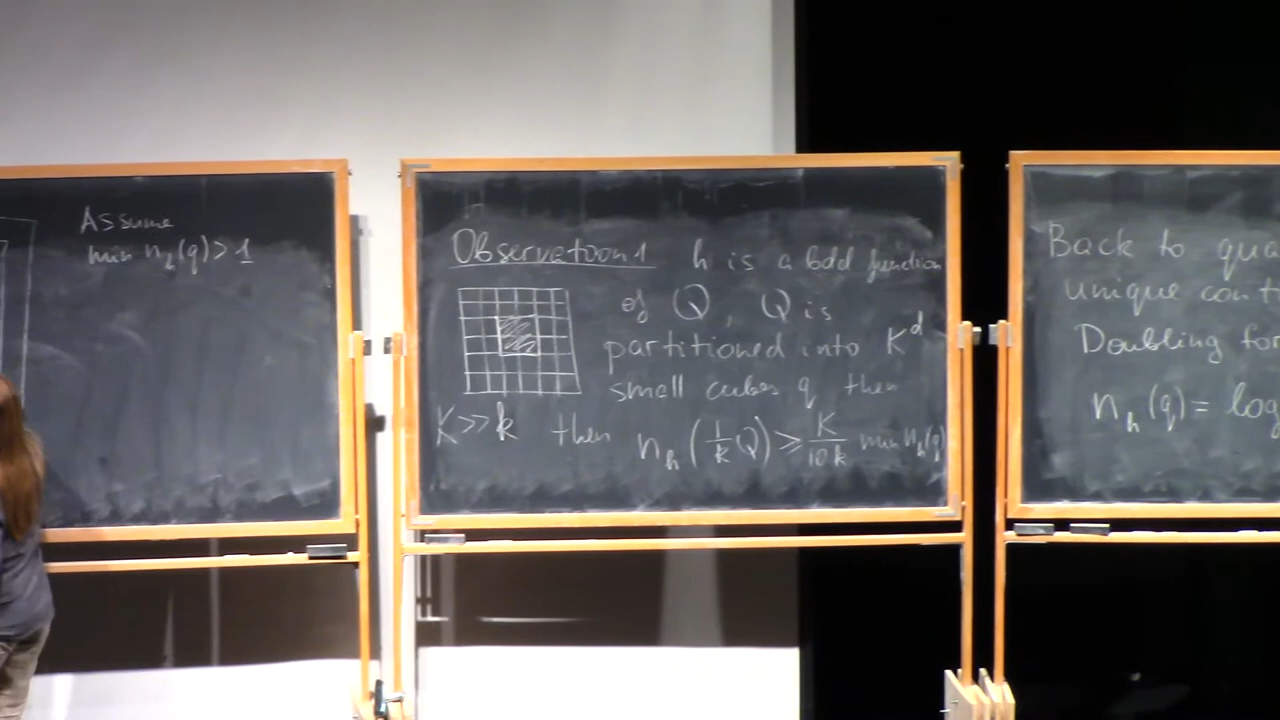 Assume
min n_h(q) > 1
Observatoon 1 h is a bdd function
of Q, Q is
partitioned into K^d
small cubes q then
K >> k then n_h(1/k Q) ≥ K/10k min n_h(q)
Back to qua
unique cont
Doubling for
n_h(q) = log